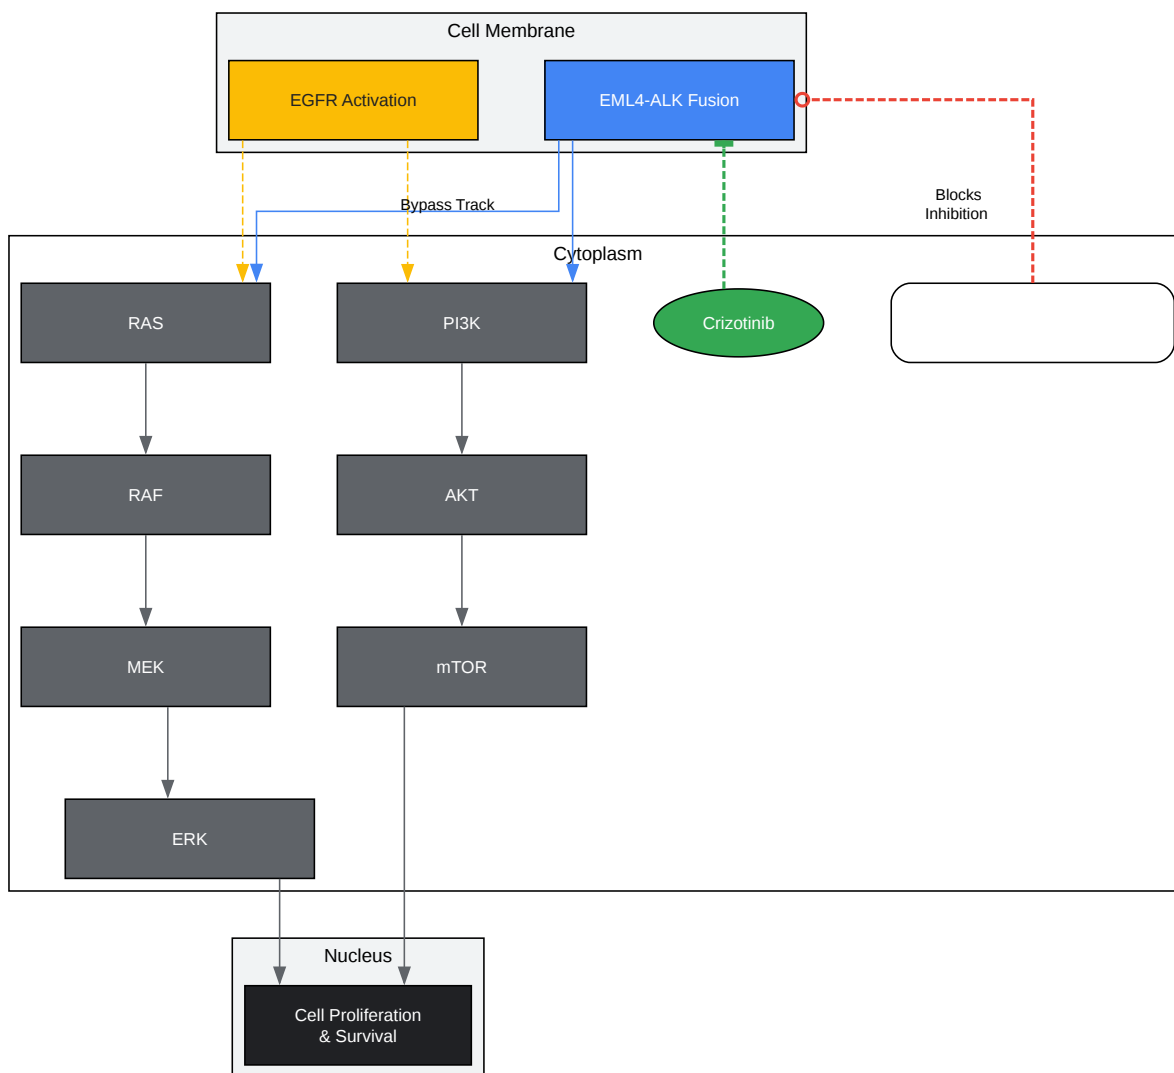 Cell Membrane
EGFR Activation
EML4-ALK Fusion
Bypass Track
Blocks
Inhibition
Cytoplasm
RAS
PI3K
Crizotinib
RAF
AKT
MEK
mTOR
ERK
Nucleus
Cell Proliferation
& Survival